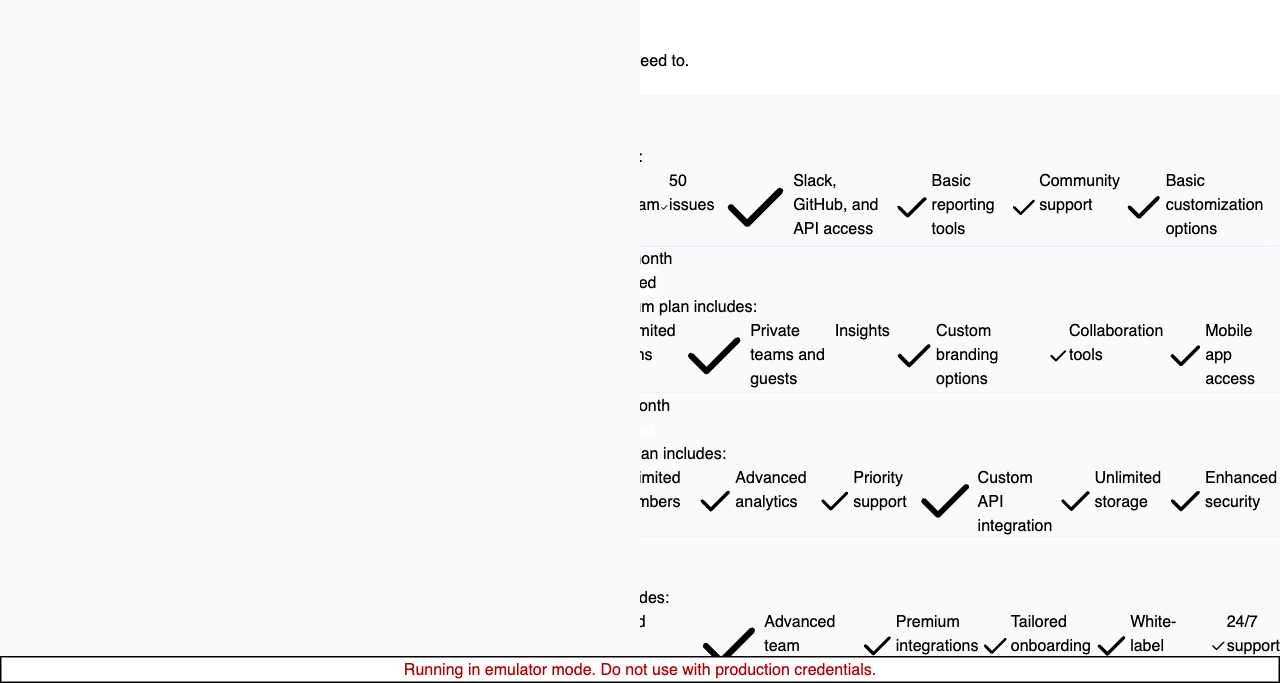 eed to.
:
50
Slack,
Basic
Community
Basic
am
issues
GitHub, and
reporting
support
customization
API access
tools
options
onth
ed
m plan includes:
mited
Private
Insights
Custom
Collaboration
Mobile
ns
teams and
branding
tools
app
guests
options
access
onth
ed
an includes:
imited
Advanced
Priority
Custom
Unlimited
Enhanced
mbers
analytics
support
API
storage
security
integration
des:
d
Advanced
Premium
Tailored
White-
24/7
team
integrations
onboarding
label
support
Running in emulator mode. Do not use with production credentials.